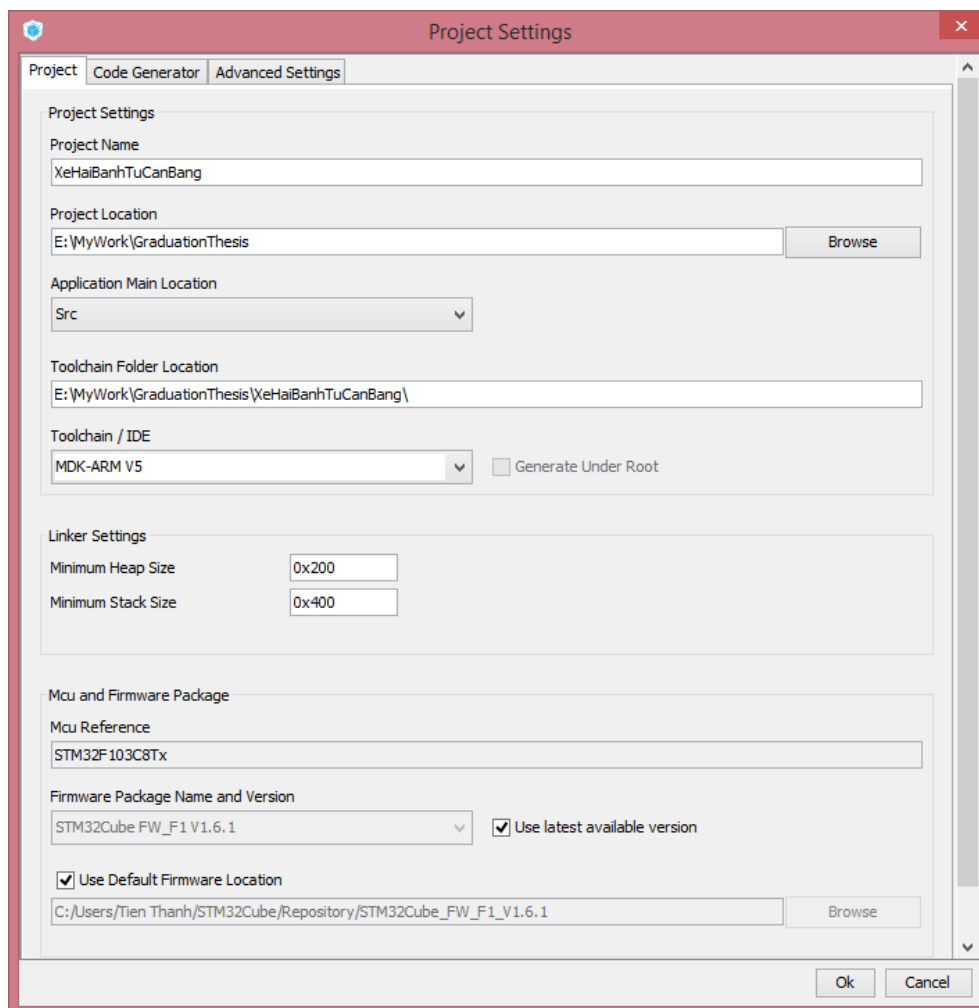 Project Settings
Project Code Generator Advanced Settings
Project Settings
Project Name
XeHaiBanhTuCanBang
Project Location
E:\MyWork\GraduationThesis Browse
Application Main Location
Src
Toolchain Folder Location
E:\MyWork\GraduationThesis\XeHaiBanhTuCanBang\
Toolchain / IDE
MDK-ARM V5 Generate Under Root
Linker Settings
Minimum Heap Size 0x200
Minimum Stack Size 0x400
Mcu and Firmware Package
Mcu Reference
STM32F103C8Tx
Firmware Package Name and Version
STM32Cube FW_F1 V1.6.1 Use latest available version
Use Default Firmware Location
C:/Users/Tien Thanh/STM32Cube/Repository/STM32Cube_FW_F1_V1.6.1 Browse
Ok Cancel